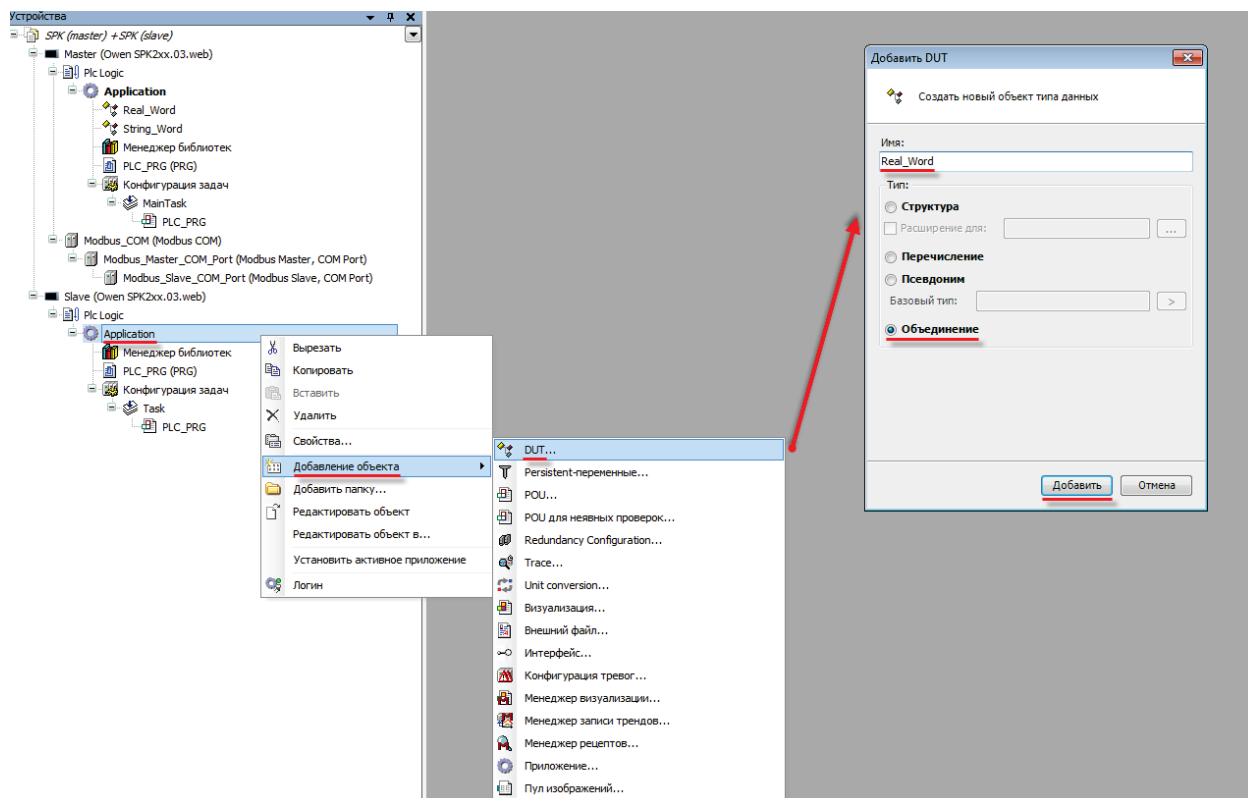 Устройства
SPK (master) +SPK (slave)
Master (Owen SPK2xx.03.web)
Plc Logic
Application
Real_Word
String_Word
Менеджер библиотек
PLC_PRG (PRG)
Конфигурация задач
MainTask
PLC_PRG
Modbus_COM (Modbus COM)
Modbus_Master_COM_Port (Modbus Master, COM Port)
Modbus_Slave_COM_Port (Modbus Slave, COM Port)
Slave (Owen SPK2xx.03.web)
Plc Logic
Application
Менеджер библиотек
PLC_PRG (PRG)
Конфигурация задач
Task
PLC_PRG
Вырезать
Копировать
Вставить
Удалить
Свойства...
Добавление объекта
Добавить папку...
Редактировать объект
Редактировать объект в...
Установить активное приложение
Логин
DUT...
Persistent-переменные...
POU...
POU для неявных проверок...
Redundancy Configuration...
Trace...
Unit conversion...
Визуализация...
Внешний файл...
Интерфейс...
Конфигурация тревог...
Менеджер визуализации...
Менеджер записи трендов...
Менеджер рецептов...
Приложение...
Пул изображений...
Добавить DUT
Создать новый объект типа данных
Имя:
Real_Word
Тип:
Структура
Расширение для:
...
Перечисление
Псевдоним
Базовый тип:
>
Объединение
Добавить
Отмена